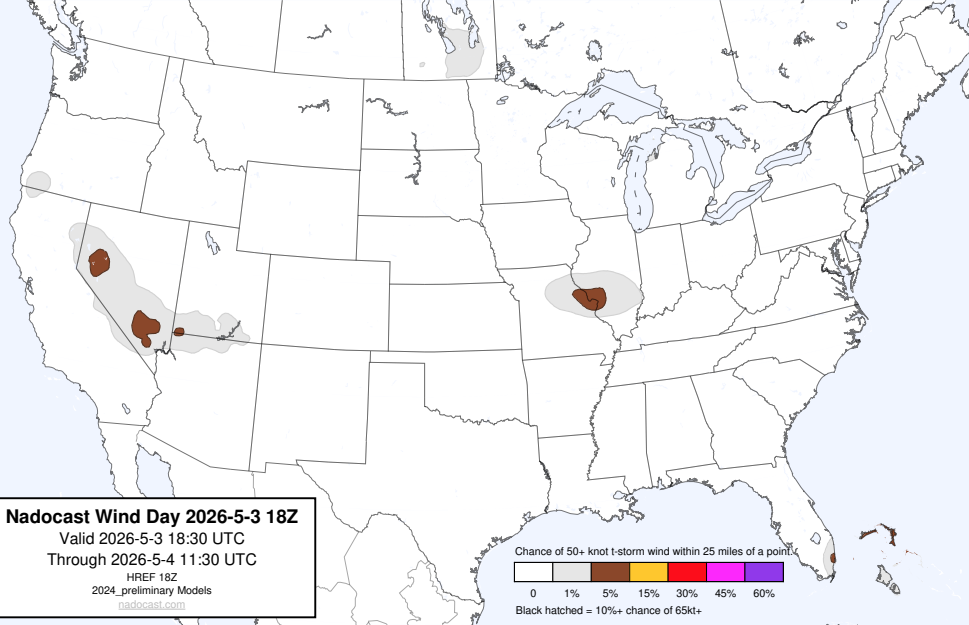 Nadocast Wind Day 2026-5-3 18Z
Valid 2026-5-3 18:30 UTC
Through 2026-5-4 11:30 UTC
HREF 18Z
2024_preliminary Models
nadocast.com
Chance of 50+ knot t-storm wind within 25 miles of a point.
0 1% 5% 15% 30% 45% 60%
Black hatched = 10%+ chance of 65kt+